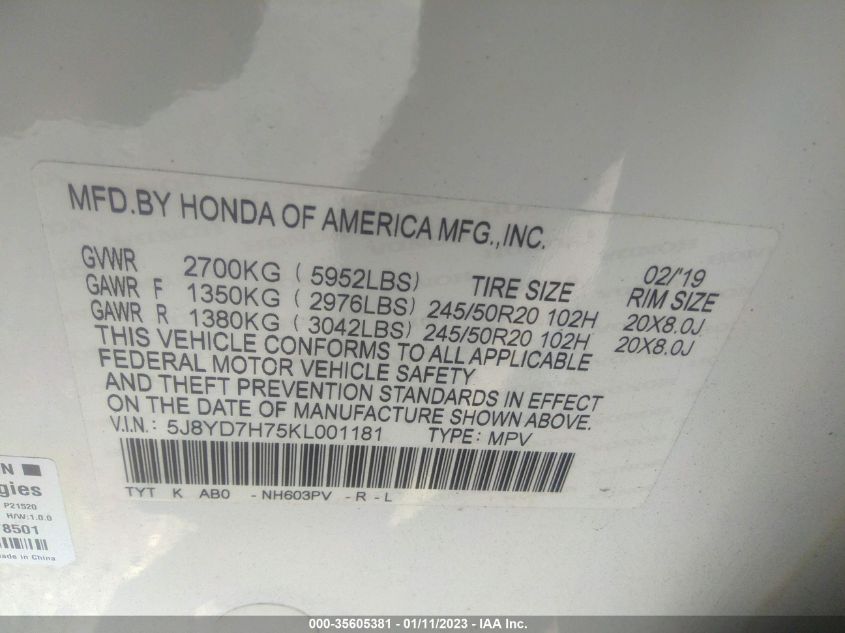 MFD.BY HONDA OF AMERICA MFG.,INC.
02/'19
GVWR 2700KG ( 5952LBS) TIRE SIZE RIM SIZE
GAWR F 1350KG ( 2976LBS) 245/50R20 102H 20X8.0J
GAWR R 1380KG ( 3042LBS) 245/50R20 102H 20X8.0J
THIS VEHICLE CONFORMS TO ALL APPLICABLE
FEDERAL MOTOR VEHICLE SAFETY
AND THEFT PREVENTION STANDARDS IN EFFECT
ON THE DATE OF MANUFACTURE SHOWN ABOVE.
V.I.N.: 5J8YD7H75KL001181 TYPE: MPV
TYT K AB0 -NH603PV -R-L
N
gies
P21520
H/W:1.0.0
8501
ade in China
000-35605381 - 01/11/2023 - IAA Inc.